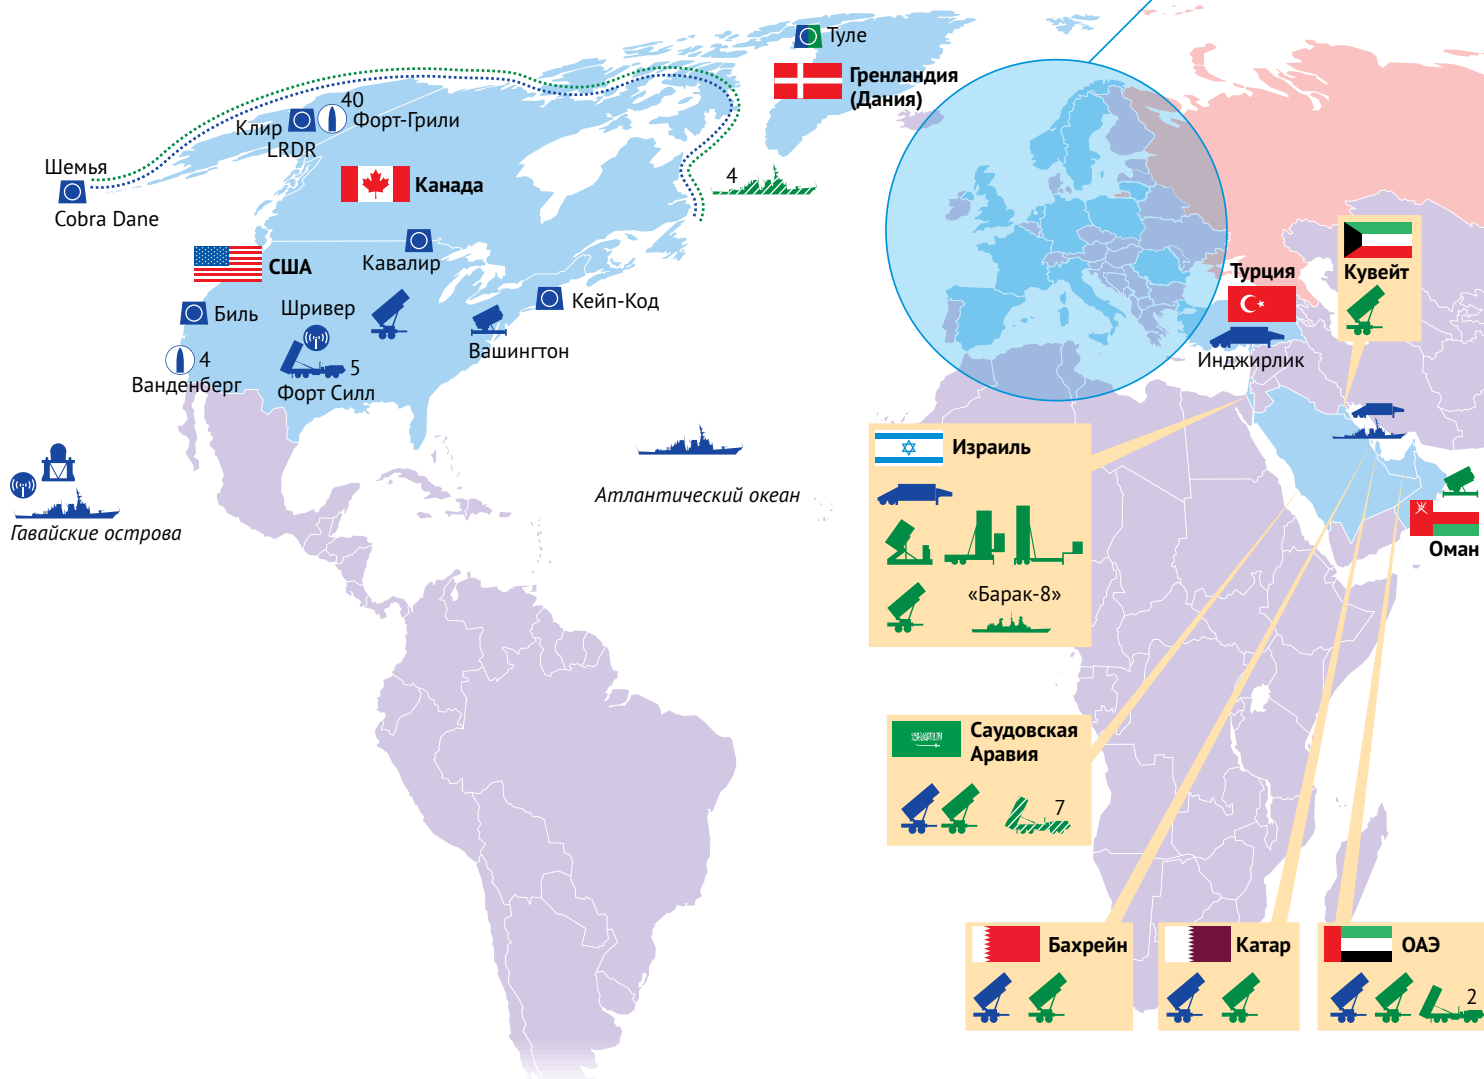 Туле
Гренландия
(Дания)
40
Клир
Форт-Грили
LRDR
Шемья
Cobra Dane
Канада
4
США
Кавалир
Биль
Шривер
Кейп-Код
Вашингтон
4
Ванденберг
5
Форт Силл
Гавайские острова
Атлантический океан
Турция
Инджирлик
Кувейт
Израиль
«Барак-8»
Оман
Саудовская
Аравия
7
Бахрейн
Катар
ОАЭ
2